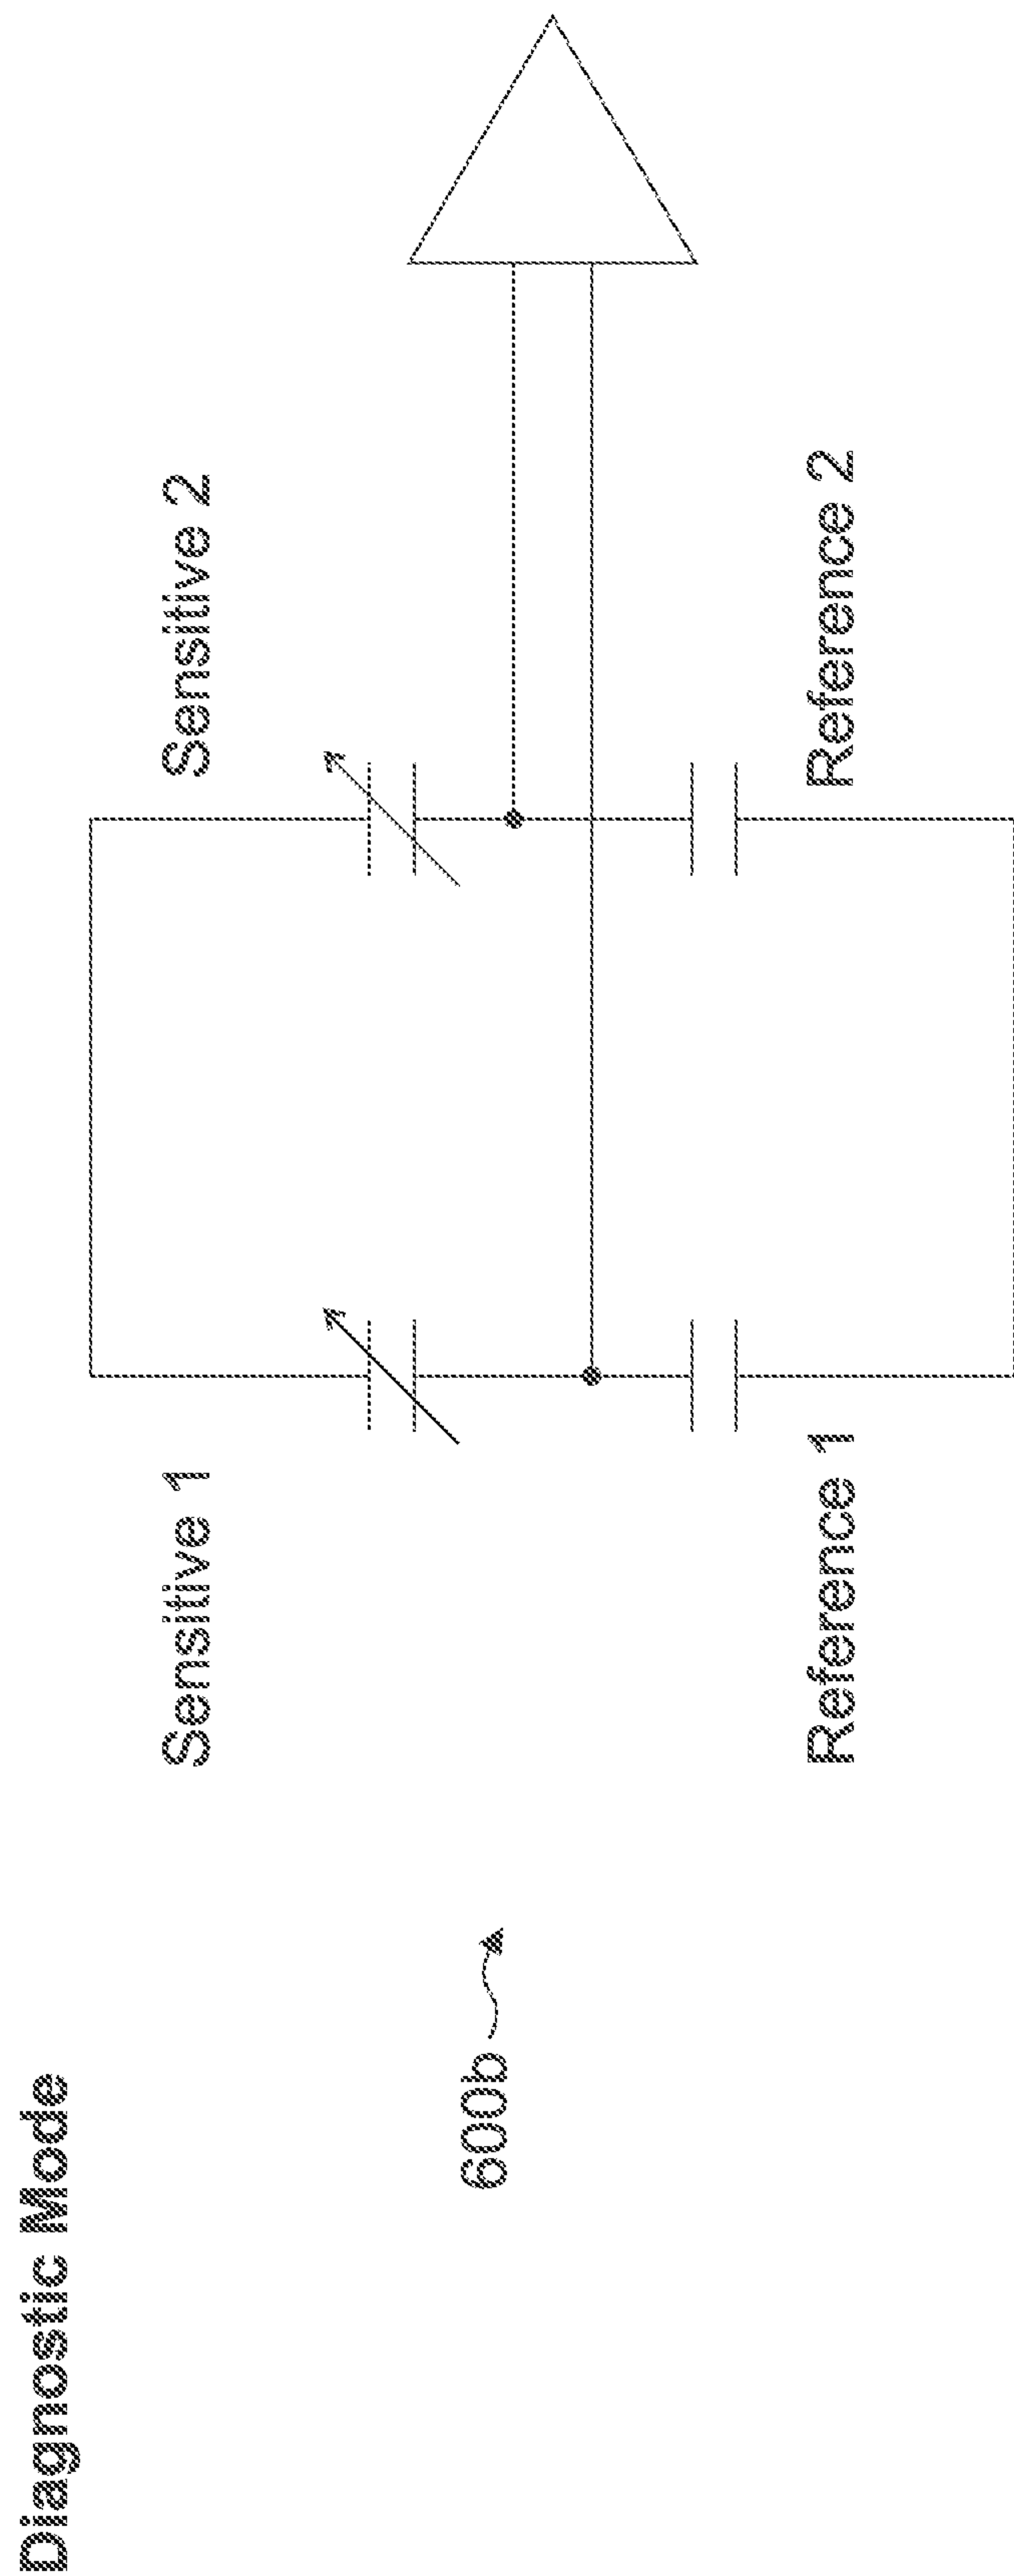 Diagnostic Mode
Sensitive 1
Sensitive 2
600b
Reference 1
Reference 2